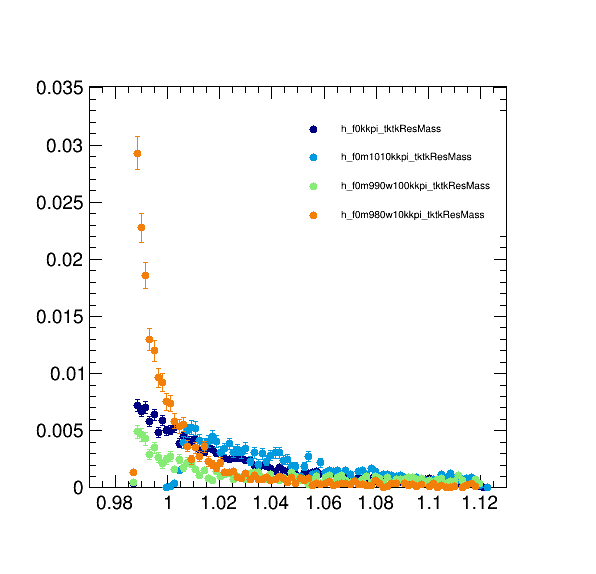 0.035
0.03
0.025
0.02
0.015
0.01
0.005
0
h_f0kkpi_tktkResMass
h_f0m1010kkpi_tktkResMass
h_f0m990w100kkpi_tktkResMass
h_f0m980w10kkpi_tktkResMass
0.98 1 1.02 1.04 1.06 1.08 1.1 1.12